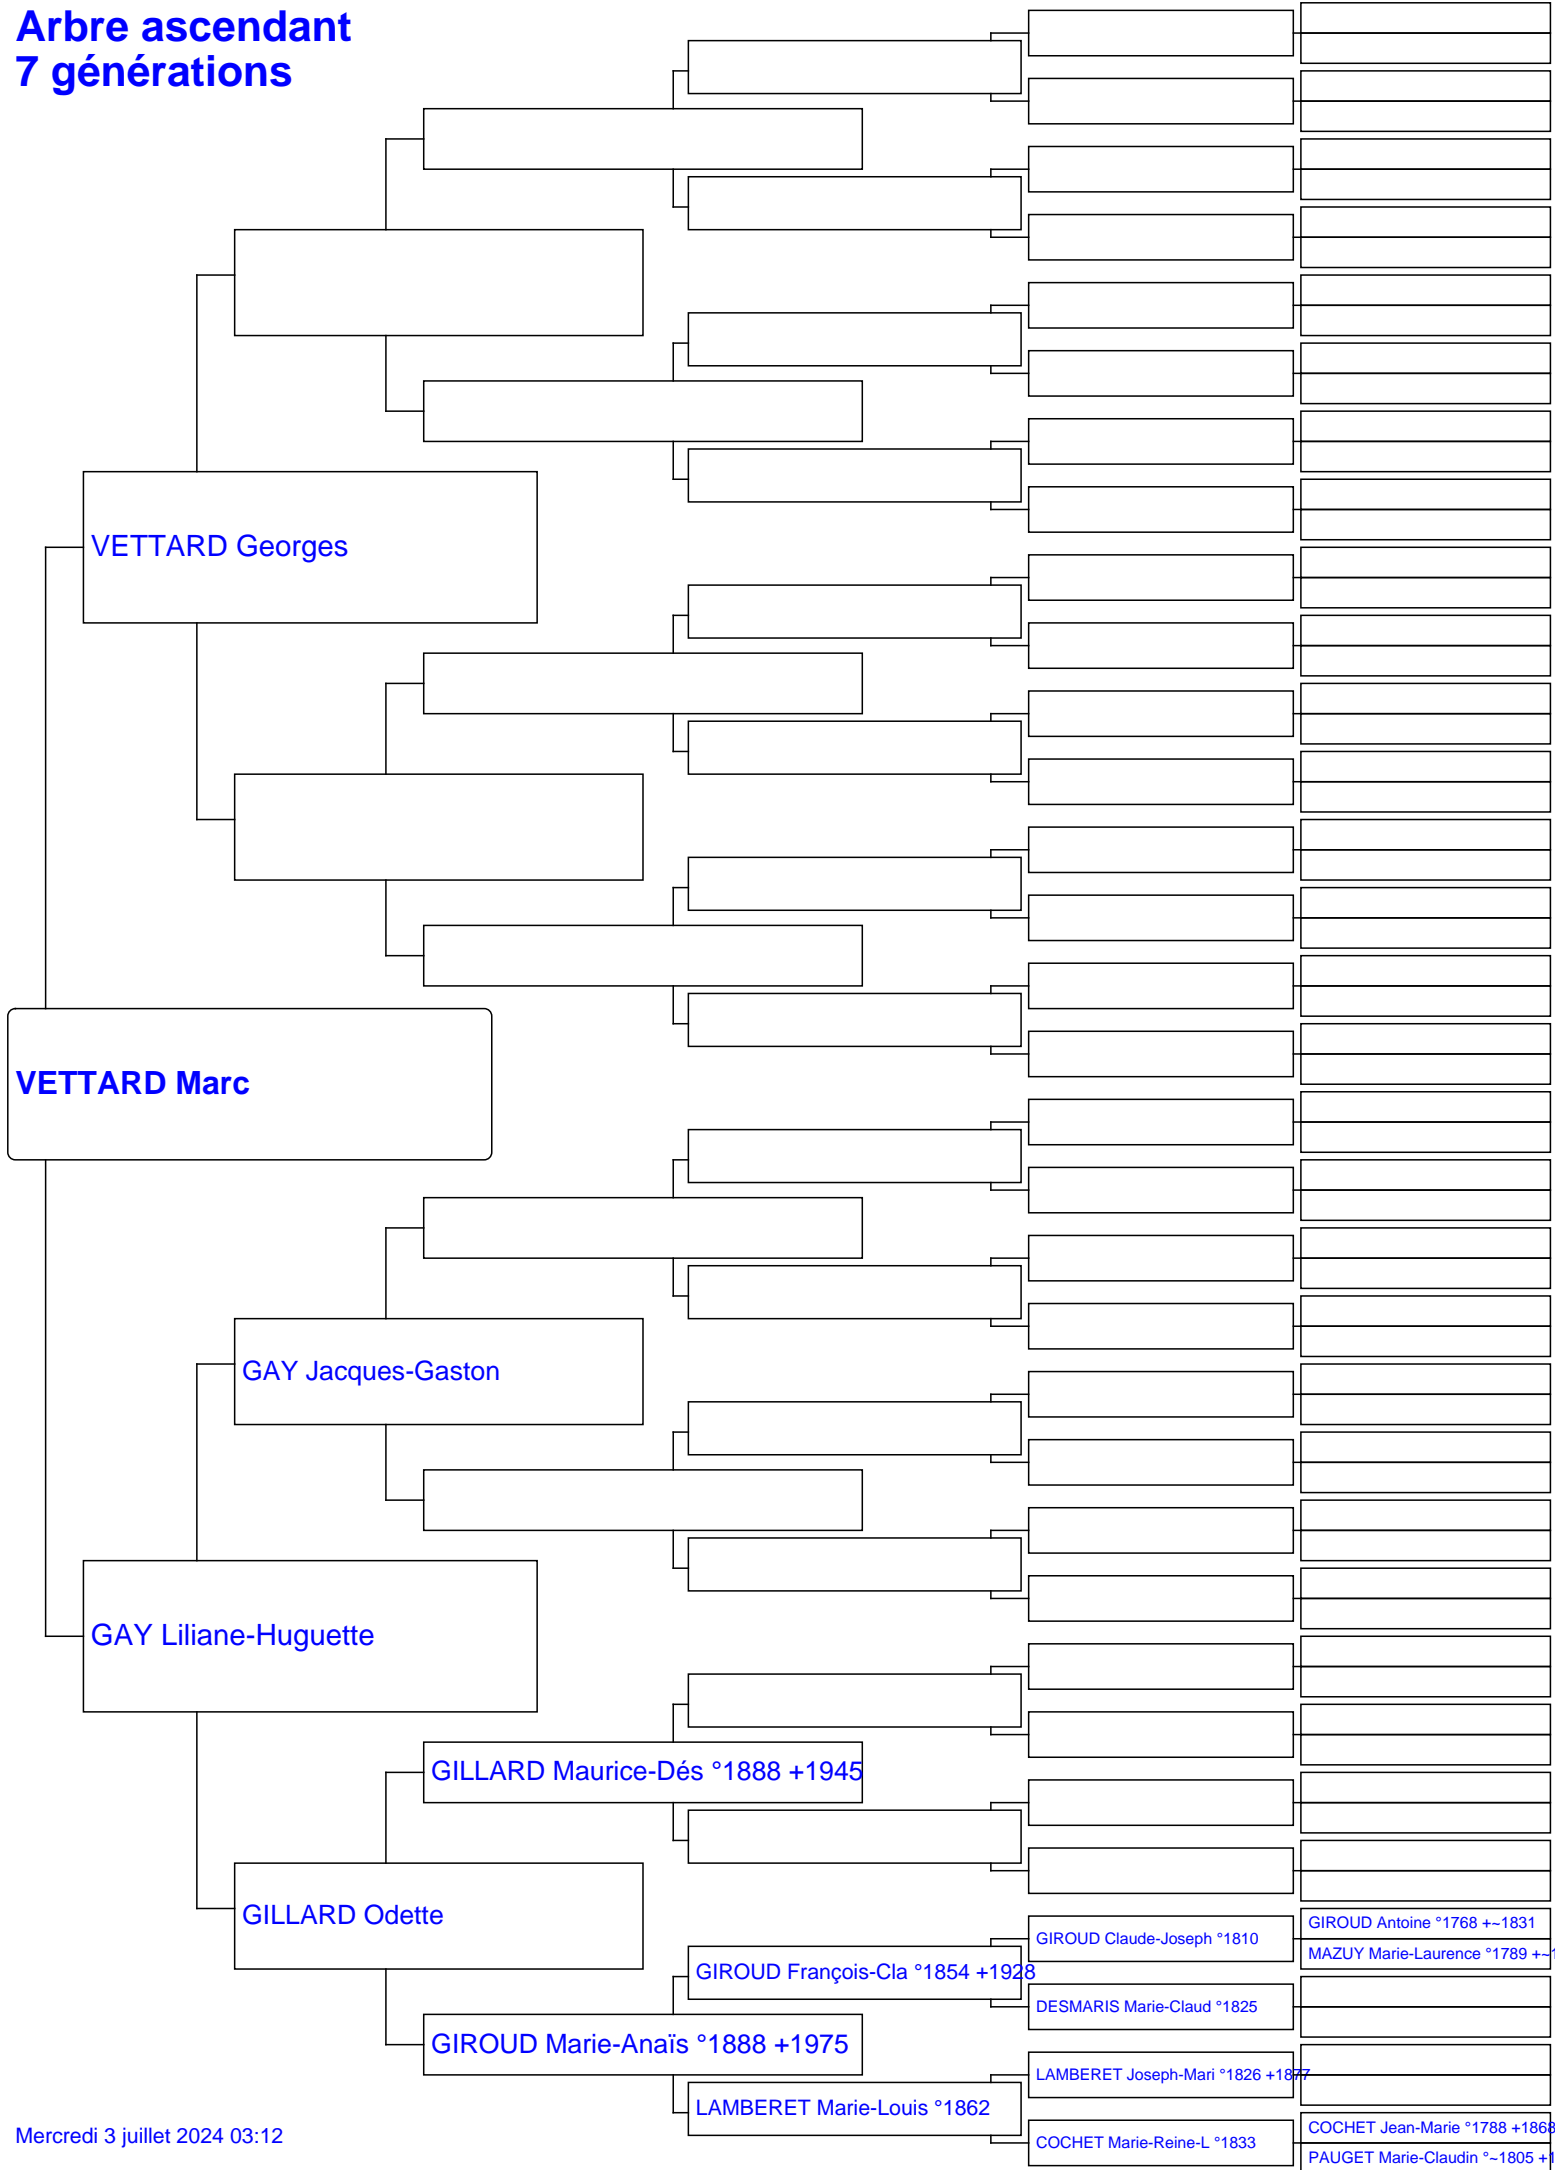 Arbre ascendant
7 générations
VETTARD Georges
VETTARD Marc
GAY Jacques-Gaston
GAY Liliane-Huguette
GILLARD Maurice-Dés °1888 +1945
GILLARD Odette
GIROUD Antoine °1768 +~1831
GIROUD Claude-Joseph °1810
MAZUY Marie-Laurence °1789 +~1
GIROUD François-Cla °1854 +1928
DESMARIS Marie-Claud °1825
GIROUD Marie-Anaïs °1888 +1975
LAMBERET Joseph-Mari °1826 +1877
LAMBERET Marie-Louis °1862
COCHET Jean-Marie °1788 +1868
COCHET Marie-Reine-L °1833
PAUGET Marie-Claudin °~1805 +1
Mercredi 3 juillet 2024 03:12